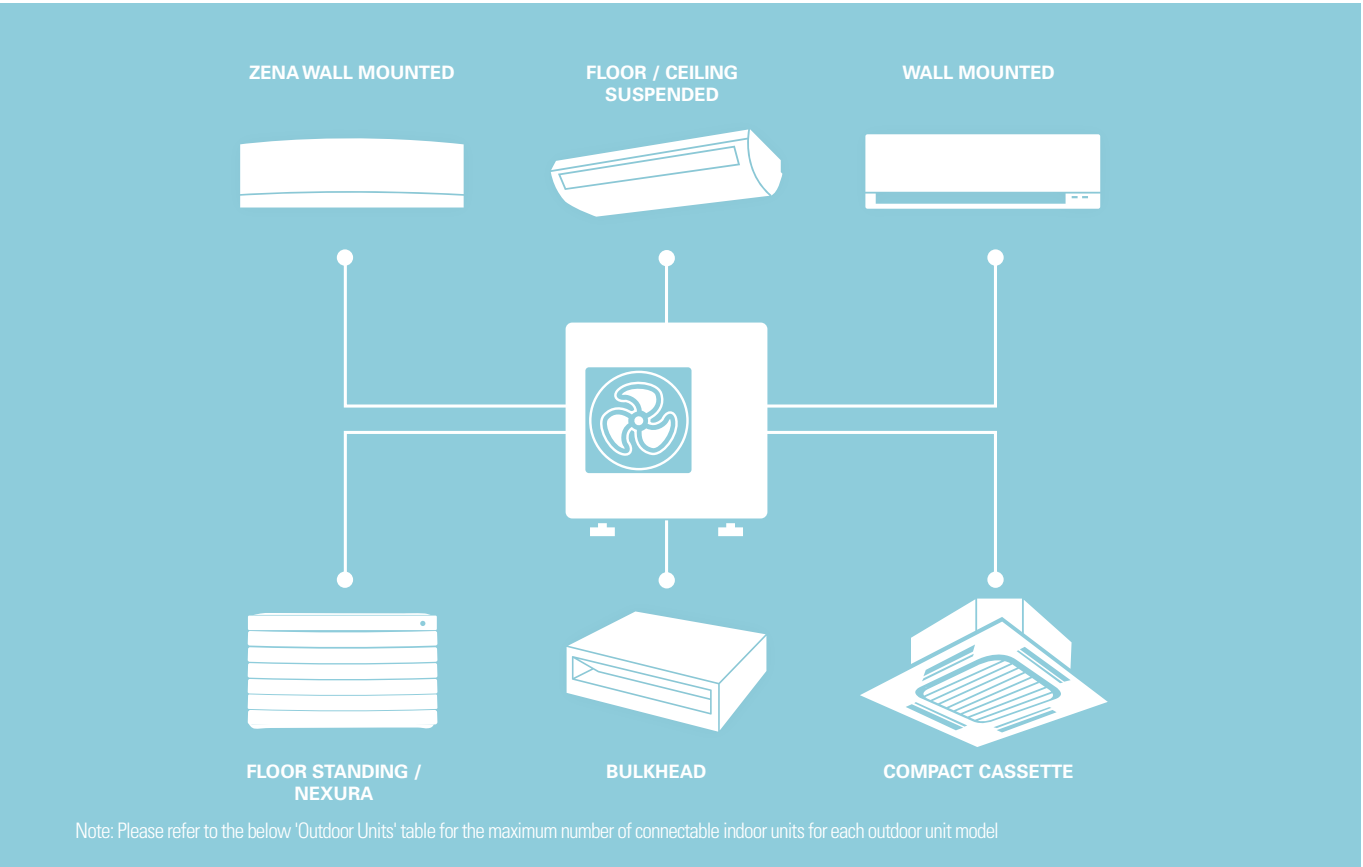 ZENA WALL MOUNTED
FLOOR / CEILING
SUSPENDED
WALL MOUNTED
FLOOR STANDING /
NEXURA
BULKHEAD
COMPACT CASSETTE
Note: Please refer to the below 'Outdoor Units' table for the maximum number of connectable indoor units for each outdoor unit model